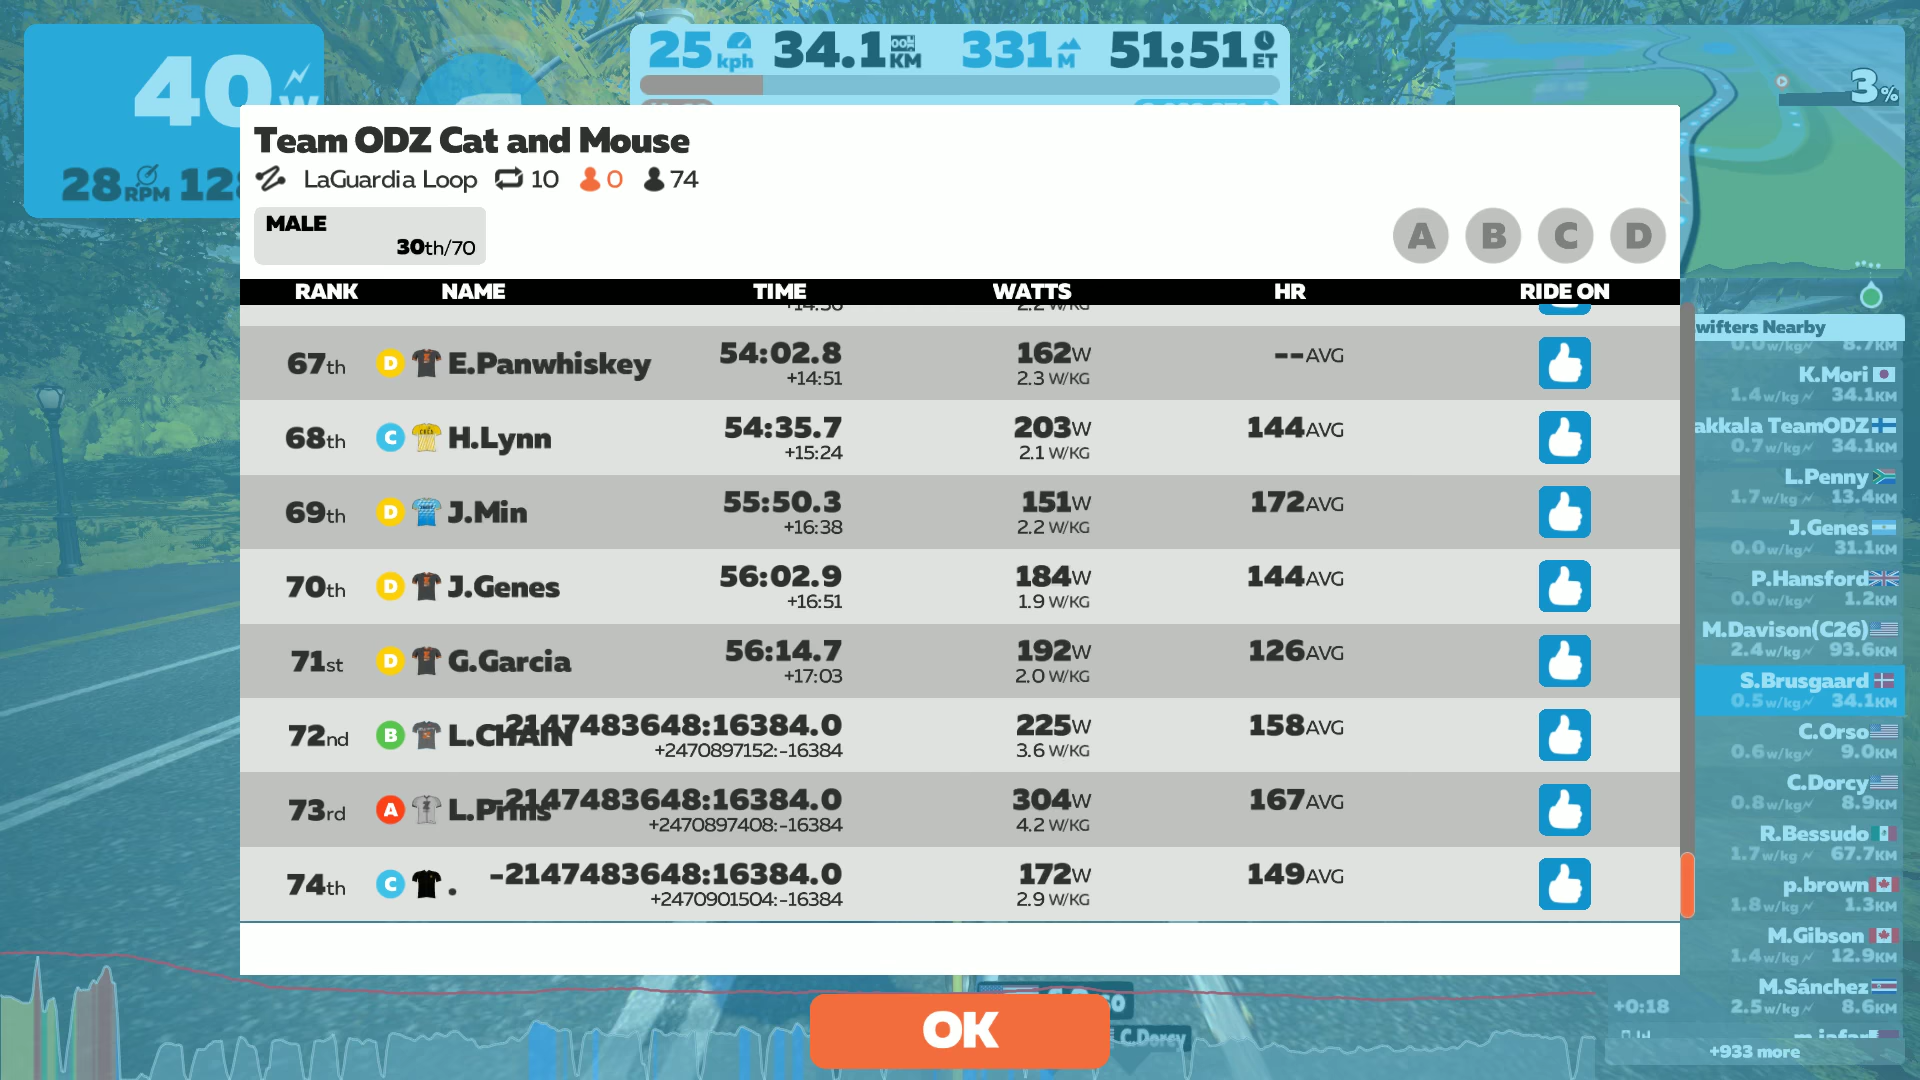 40 W
28 RPM 12
25 kph 34.1 KM 331 M 51:51 ET
3%
Team ODZ Cat and Mouse
LaGuardia Loop 10 0 74
MALE
30th/70
A B C D
RANK NAME TIME WATTS HR RIDE ON
2.2 W/KG
67th D E.Panwhiskey 54:02.8 162W --AVG
+14:51 2.3 W/KG
68th C H.Lynn 54:35.7 203W 144AVG
+15:24 2.1 W/KG
69th D J.Min 55:50.3 151W 172AVG
+16:38 2.2 W/KG
70th D J.Genes 56:02.9 184W 144AVG
+16:51 1.9 W/KG
71st D G.Garcia 56:14.7 192W 126AVG
+17:03 2.0 W/KG
72nd B L.CHAIN -2147483648:16384.0 225W 158AVG
+2470897152:-16384 3.6 W/KG
73rd A L.Prins -2147483648:16384.0 304W 167AVG
+2470897408:-16384 4.2 W/KG
74th C . -2147483648:16384.0 172W 149AVG
+2470901504:-16384 2.9 W/KG
OK
C.Dorcy
wifters Nearby
0.0w/kg 8.7KM
K.Mori
1.4w/kg 34.1KM
akkala TeamODZ
0.7w/kg 34.1KM
L.Penny
1.7w/kg 13.4KM
J.Genes
0.0w/kg 31.1KM
P.Hansford
0.0w/kg 1.2KM
M.Davison(C26)
2.4w/kg 93.6KM
S.Brusgaard
0.5w/kg 34.1KM
C.Orso
0.6w/kg 9.0KM
C.Dorcy
0.8w/kg 8.9KM
R.Bessudo
1.7w/kg 67.7KM
p.brown
1.8w/kg 1.3KM
M.Gibson
1.4w/kg 12.9KM
M.Sánchez
+0:18 2.5w/kg 8.6KM
m.jafar
+933 more